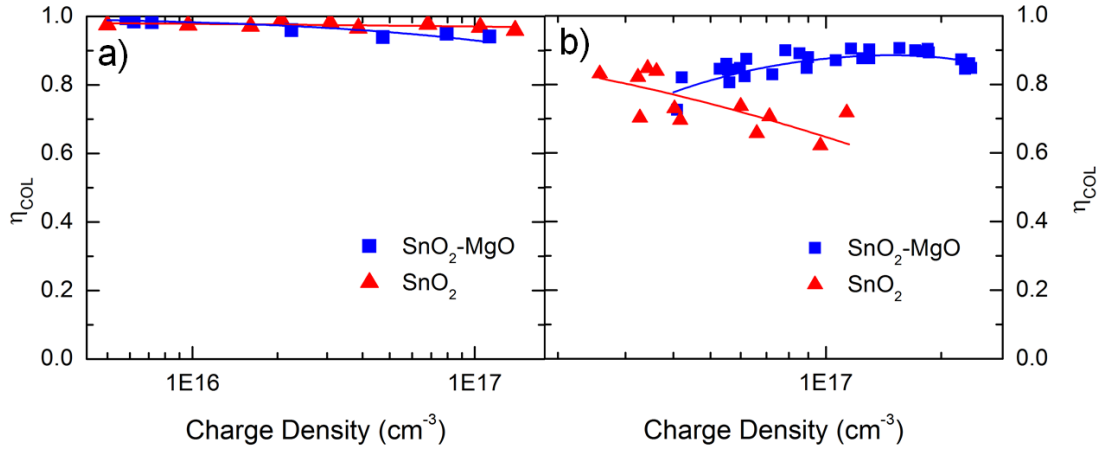 a)
1.0
0.8
0.6
0.4
0.2
0.0
η_COL
SnO₂-MgO
SnO₂
1E16
1E17
Charge Density (cm⁻³)
b)
SnO₂-MgO
SnO₂
1E17
Charge Density (cm⁻³)
1.0
0.8
0.6
0.4
0.2
0.0
η_COL